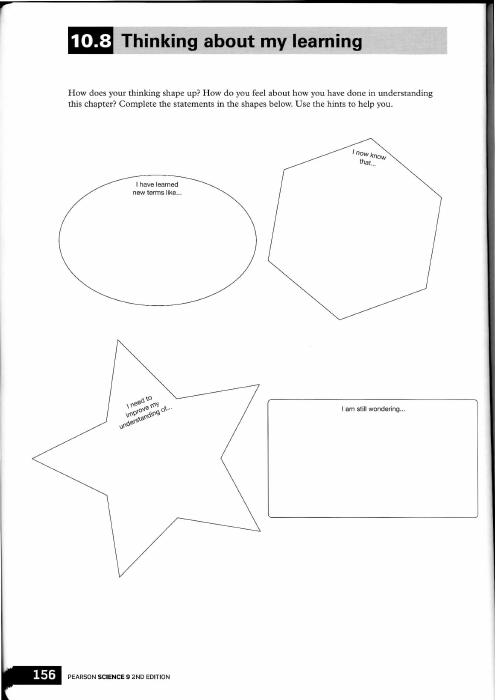 10.8 Thinking about my learning
How does your thinking shape up? How do you feel about how you have done in understanding
this chapter? Complete the statements in the shapes below. Use the hints to help you.
I now know
that...
I have learned
new terms like...
I need to
improve my
understanding of...
I am still wondering...
156 PEARSON SCIENCE 9 2ND EDITION